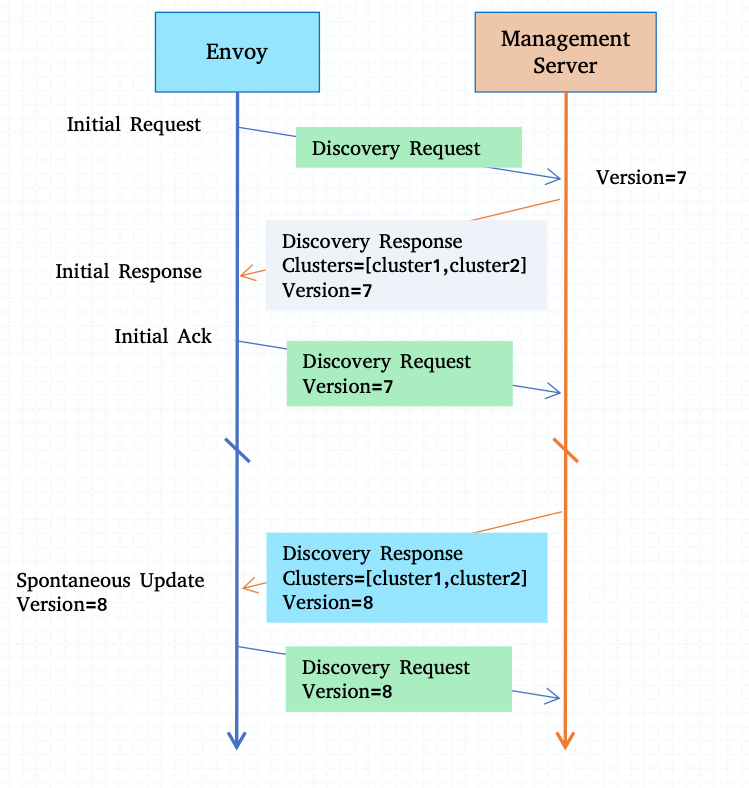 Envoy
Management
Server
Initial Request
Discovery Request
Version=7
Discovery Response
Clusters=[cluster1,cluster2]
Version=7
Initial Response
Initial Ack
Discovery Request
Version=7
Discovery Response
Clusters=[cluster1,cluster2]
Version=8
Spontaneous Update
Version=8
Discovery Request
Version=8